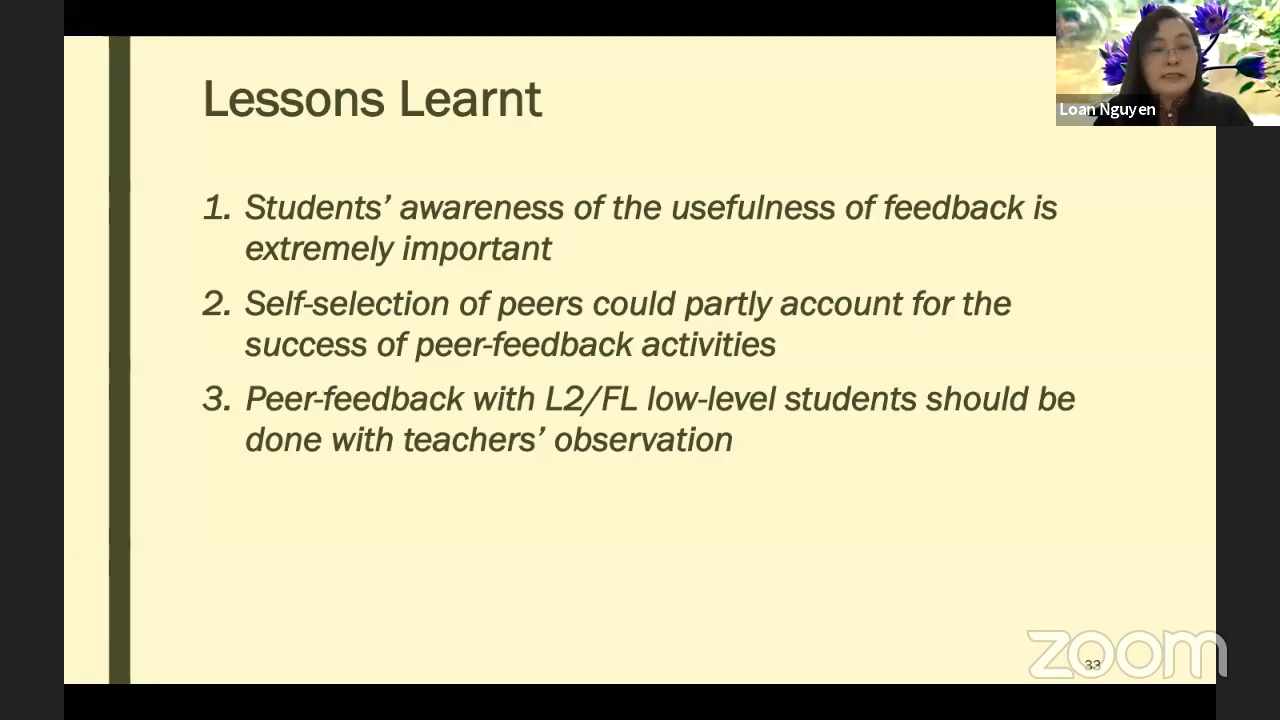 Lessons Learnt
Loan Nguyen
1. Students’ awareness of the usefulness of feedback is
extremely important
2. Self-selection of peers could partly account for the
success of peer-feedback activities
3. Peer-feedback with L2/FL low-level students should be
done with teachers’ observation
zoom
33